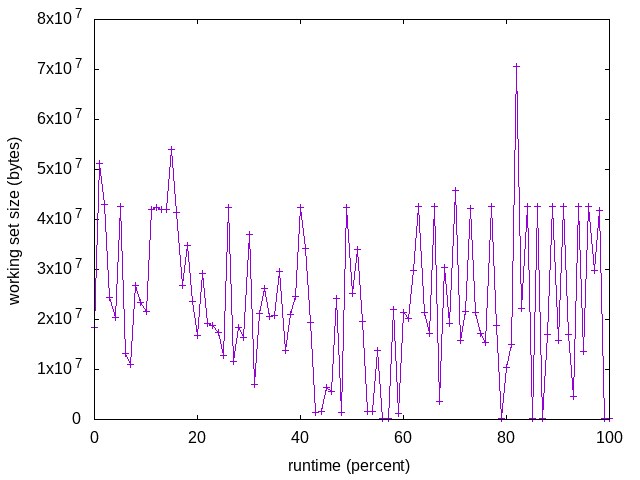 8x10^7
7x10^7
6x10^7
5x10^7
4x10^7
3x10^7
2x10^7
1x10^7
0
working set size (bytes)
0 20 40 60 80 100
runtime (percent)